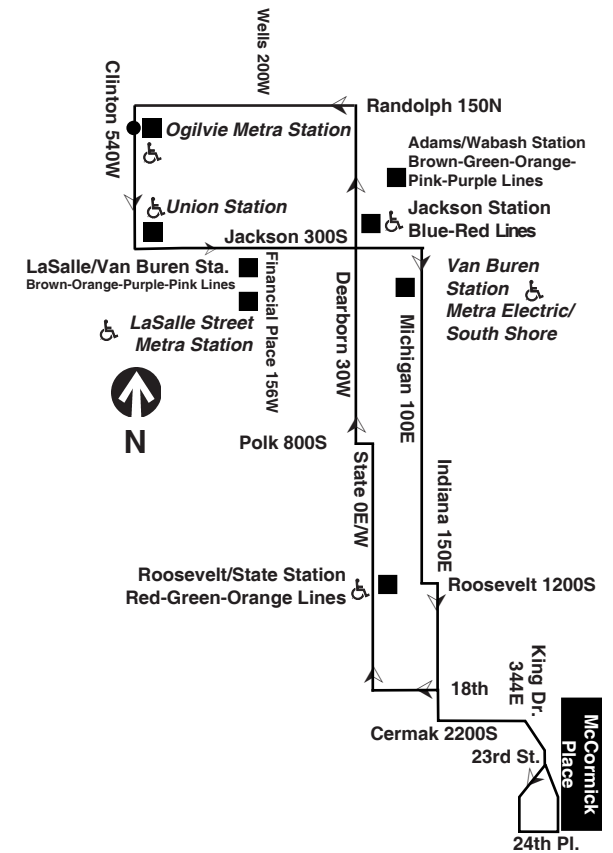 Wells 200W
Clinton 540W
Randolph 150N
Ogilvie Metra Station
Adams/Wabash Station
Brown-Green-Orange-
Pink-Purple Lines
Union Station
Jackson Station
Blue-Red Lines
Jackson 300S
LaSalle/Van Buren Sta.
Brown-Orange-Purple-Pink Lines
Van Buren
Station
Metra Electric/
South Shore
LaSalle Street
Metra Station
Financial Place 156W
Dearborn 30W
Michigan 100E
N
Polk 800S
State 0E/W
Indiana 150E
Roosevelt/State Station
Red-Green-Orange Lines
Roosevelt 1200S
18th
King Dr.
344E
Cermak 2200S
23rd St.
McCormick
Place
24th Pl.